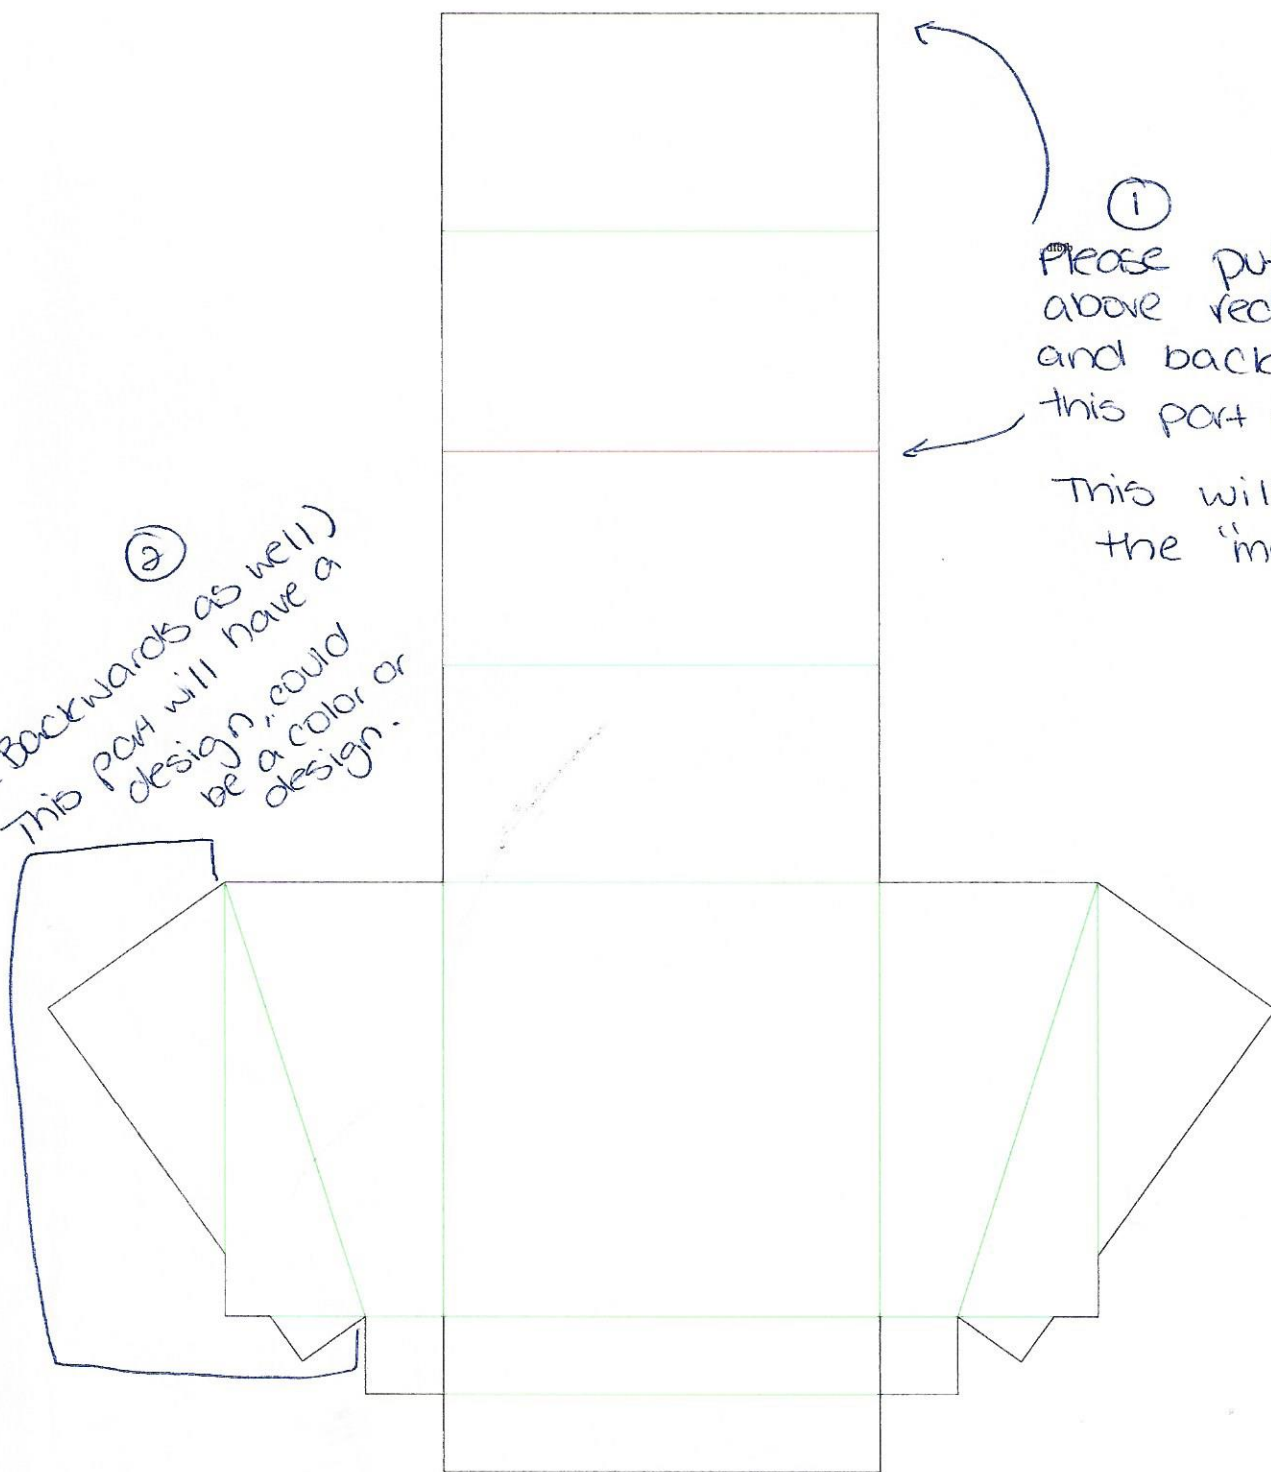 ①
Please pu
above rec
and back
this part
This wil
the "m
②
Backwards as well)
This part will have a
design, could
be a color or
design.